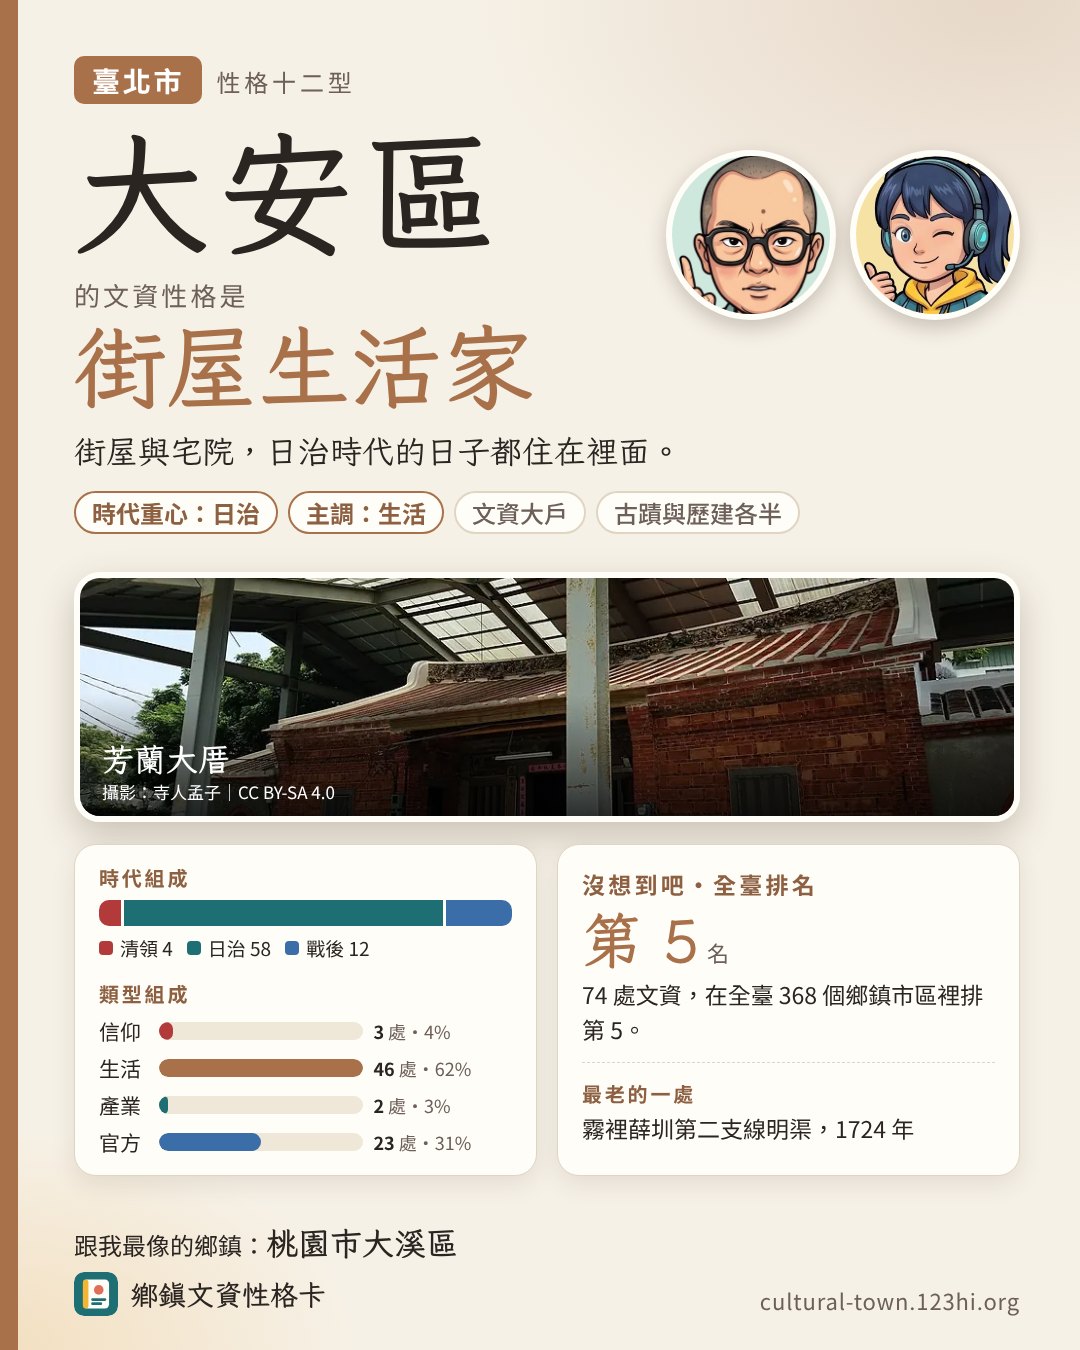 臺北市 性格十二型
大安區
的文資性格是
街屋生活家
街屋與宅院，日治時代的日子都住在裡面。
時代重心：日治 主調：生活 文資大戶 古蹟與歷建各半
芳蘭大厝
攝影：寺人孟子｜CC BY-SA 4.0
時代組成
清領 4 日治 58 戰後 12
類型組成
信仰 3 處・4%
生活 46 處・62%
產業 2 處・3%
官方 23 處・31%
沒想到吧・全臺排名
第 5 名
74 處文資，在全臺 368 個鄉鎮市區裡排
第 5。
最老的一處
霧裡薛圳第二支線明渠，1724 年
跟我最像的鄉鎮：桃園市大溪區
鄉鎮文資性格卡
cultural-town.123hi.org